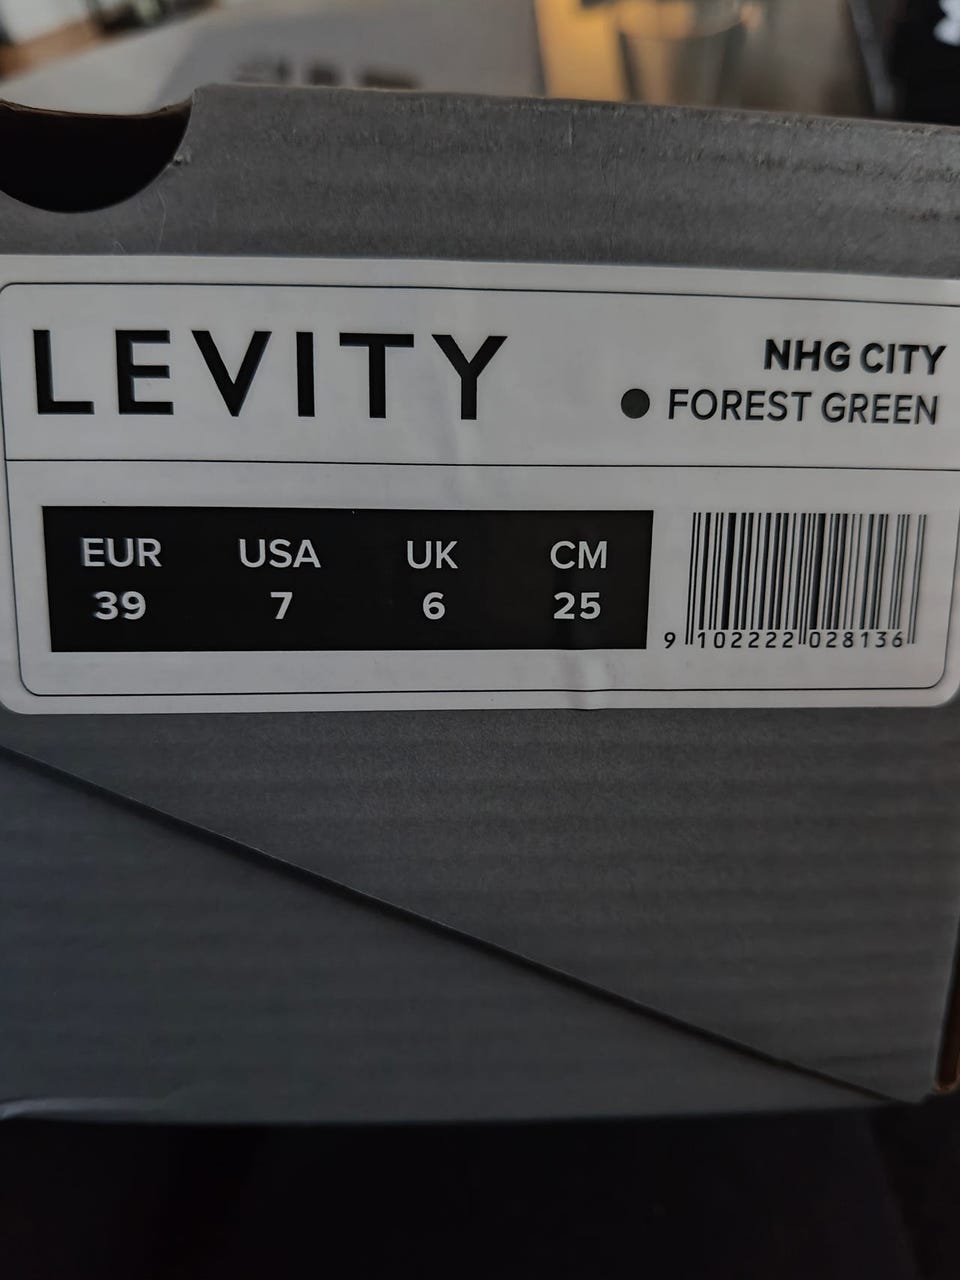 LEVITY
NHG CITY
● FOREST GREEN
EUR USA UK CM
39 7 6 25
9 102222 028136